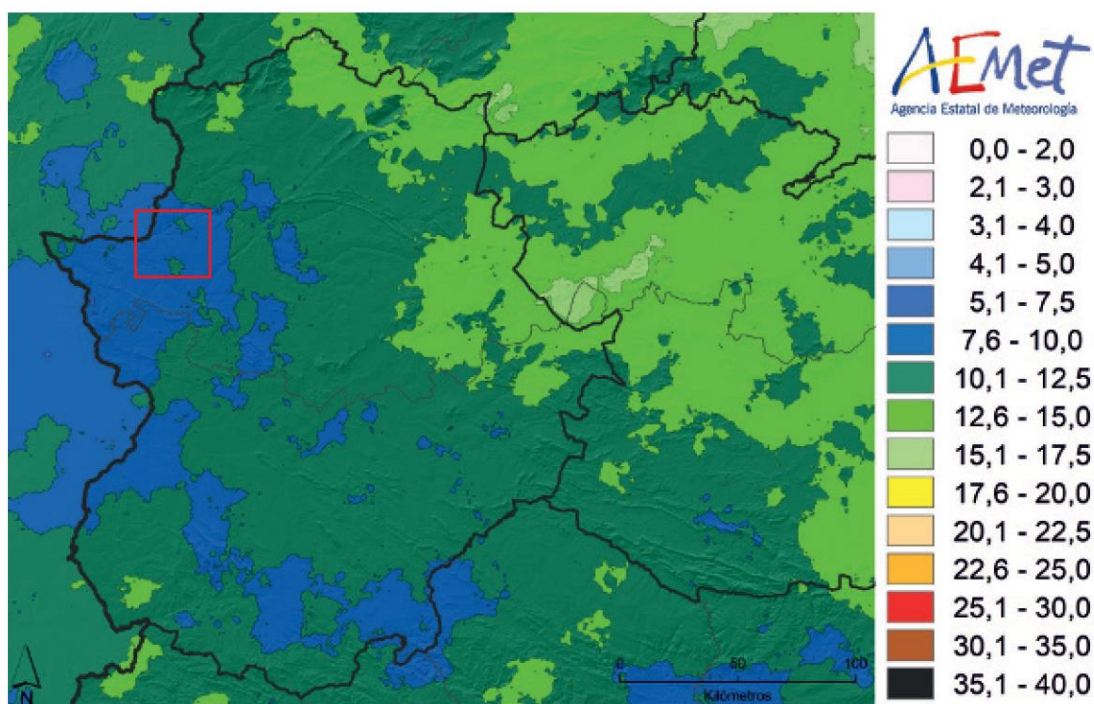 AEMet
Agencia Estatal de Meteorología
0,0 - 2,0
2,1 - 3,0
3,1 - 4,0
4,1 - 5,0
5,1 - 7,5
7,6 - 10,0
10,1 - 12,5
12,6 - 15,0
15,1 - 17,5
17,6 - 20,0
20,1 - 22,5
22,6 - 25,0
25,1 - 30,0
30,1 - 35,0
35,1 - 40,0
0 50 100
Kilómetros
N